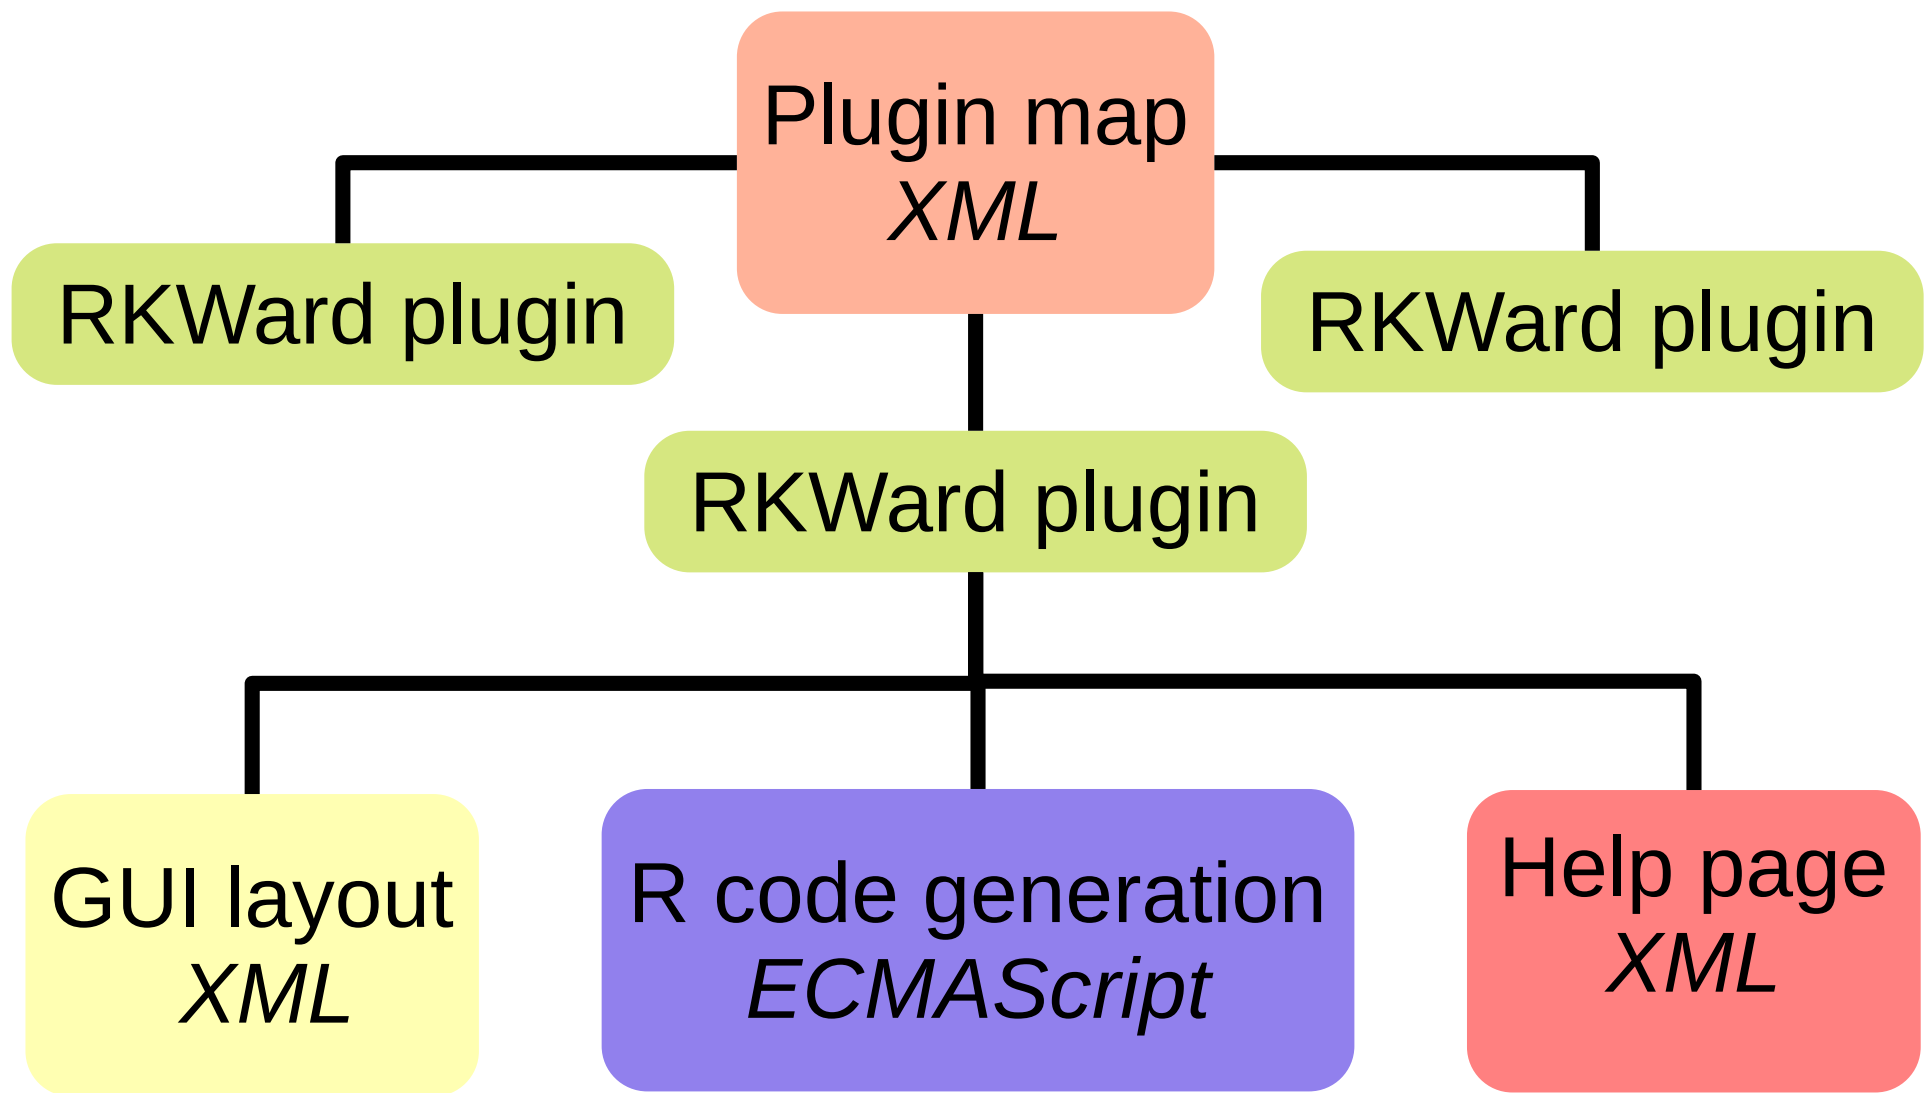 Plugin map
XML
RKWard plugin
RKWard plugin
RKWard plugin
GUI layout
XML
R code generation
ECMAScript
Help page
XML